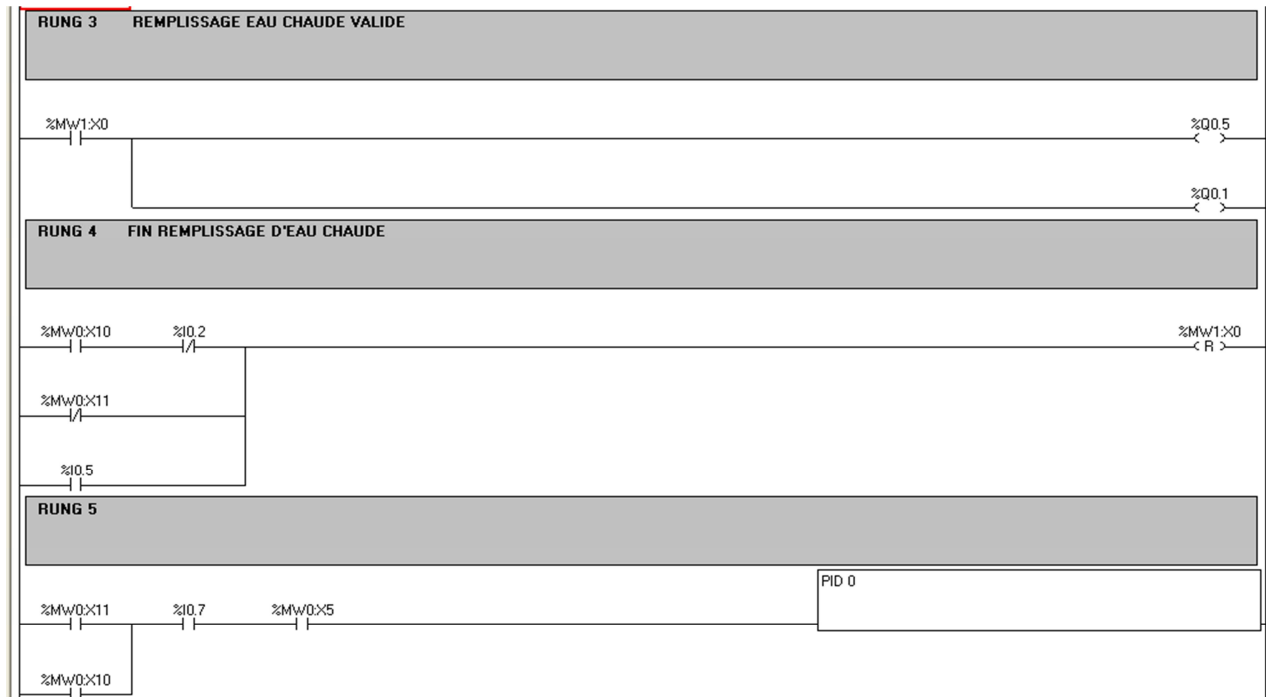 RUNG 3 REMPLISSAGE EAU CHAUDE VALIDE
%MW1:X0 %Q0.5
%Q0.1
RUNG 4 FIN REMPLISSAGE D'EAU CHAUDE
%MW0:X10 %I0.2 %MW1:X0
R
%MW0:X11
%I0.5
RUNG 5
PID 0
%MW0:X11 %I0.7 %MW0:X5
%MW0:X10